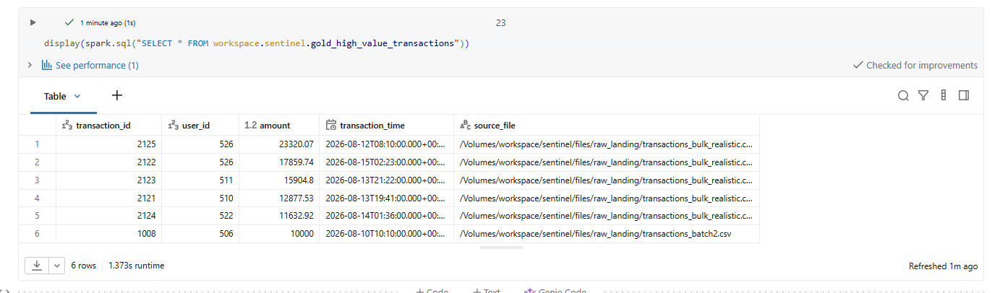 1 minute ago (1s)
23
display(spark.sql("SELECT * FROM workspace.sentinel.gold_high_value_transactions"))
See performance (1)
Checked for improvements
Table
1.2 amount
transaction_id user_id amount transaction_time source_file
1 2125 526 23320.07 2026-08-12T08:10:00.000+00:... /Volumes/workspace/sentinel/files/raw_landing/transactions_bulk_realistic.c...
2 2122 526 17859.74 2026-08-15T02:23:00.000+00:... /Volumes/workspace/sentinel/files/raw_landing/transactions_bulk_realistic.c...
3 2123 511 15904.8 2026-08-13T21:22:00.000+00:... /Volumes/workspace/sentinel/files/raw_landing/transactions_bulk_realistic.c...
4 2121 510 12877.53 2026-08-13T19:41:00.000+00:... /Volumes/workspace/sentinel/files/raw_landing/transactions_bulk_realistic.c...
5 2124 522 11632.92 2026-08-14T01:36:00.000+00:... /Volumes/workspace/sentinel/files/raw_landing/transactions_bulk_realistic.c...
6 1008 506 10000 2026-08-10T10:10:00.000+00:... /Volumes/workspace/sentinel/files/raw_landing/transactions_batch2.csv
6 rows 1.373s runtime
Refreshed 1m ago
Code Text Genie Code